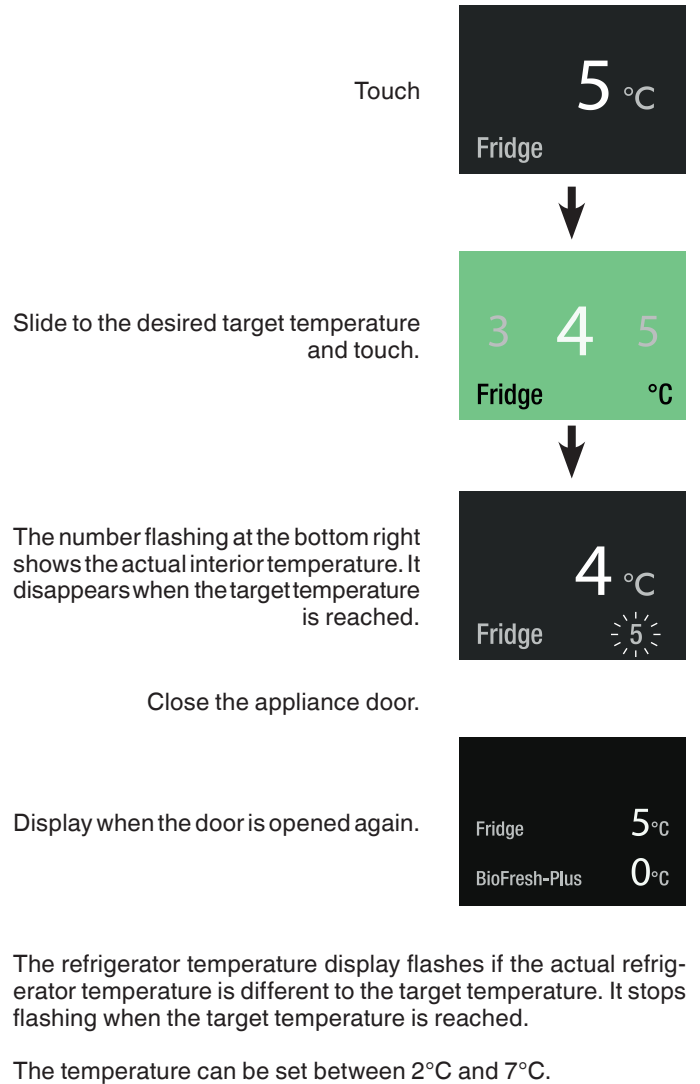 Touch
5 °C
Fridge
Slide to the desired target temperature
and touch.
3 4 5
Fridge °C
The number flashing at the bottom right
shows the actual interior temperature. It
disappears when the target temperature
is reached.
4 °C
Fridge 5
Close the appliance door.
Display when the door is opened again.
Fridge 5°C
BioFresh-Plus 0°C
The refrigerator temperature display flashes if the actual refrig-
erator temperature is different to the target temperature. It stops
flashing when the target temperature is reached.
The temperature can be set between 2°C and 7°C.